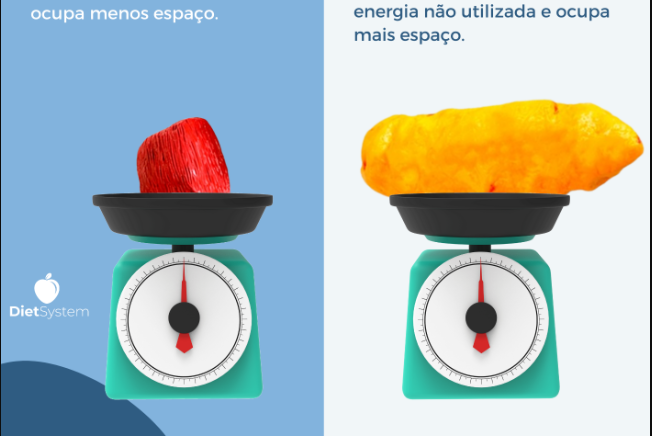 ocupa menos espaço.
energia não utilizada e ocupa
mais espaço.
DietSystem